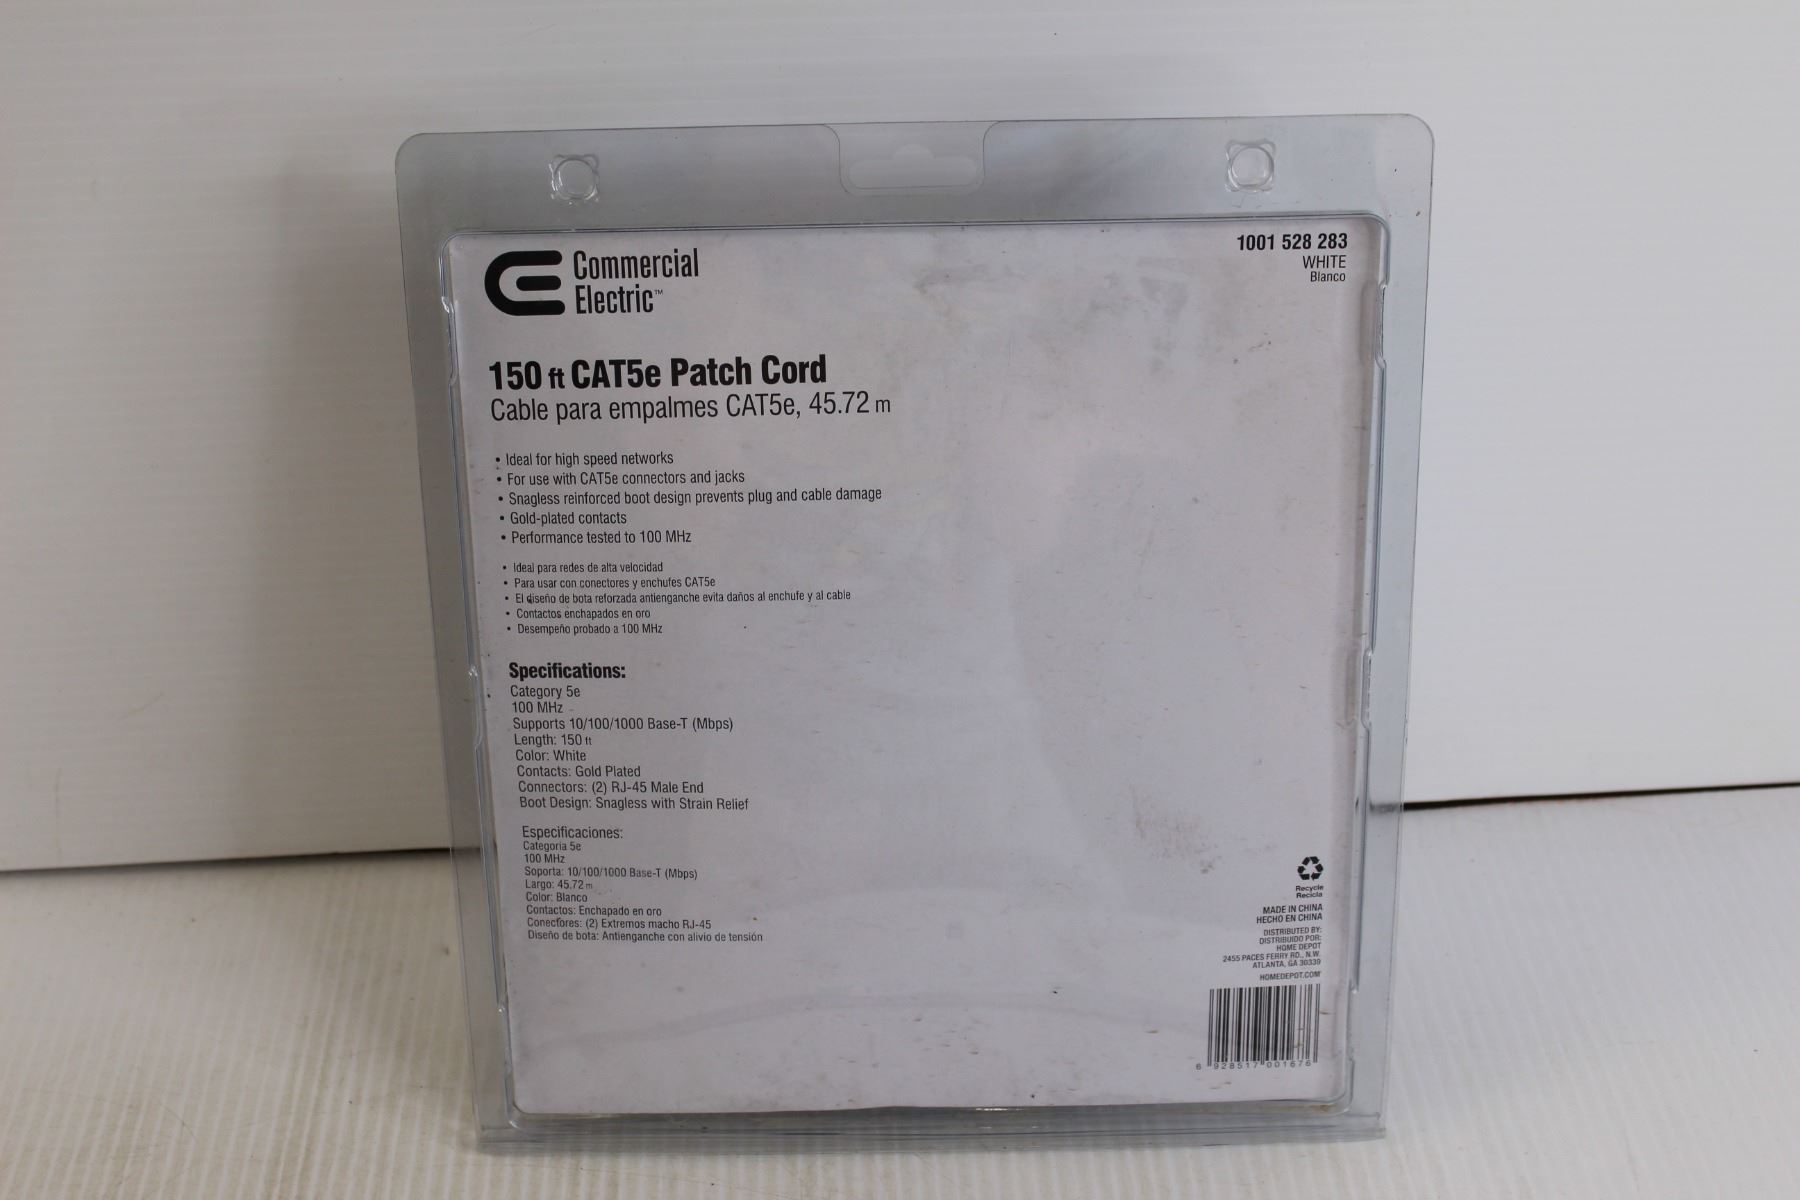 Commercial
Electric™
1001 528 283
WHITE
Blanco
150 ft CAT5e Patch Cord
Cable para empalmes CAT5e, 45.72 m
• Ideal for high speed networks
• For use with CAT5e connectors and jacks
• Snagless reinforced boot design prevents plug and cable damage
• Gold-plated contacts
• Performance tested to 100 MHz
• Ideal para redes de alta velocidad
• Para usar con conectores y enchufes CAT5e
• El diseño de bota reforzada antienganche evita daños al enchufe y al cable
• Contactos enchapados en oro
• Desempeño probado a 100 MHz
Specifications:
Category 5e
100 MHz
Supports 10/100/1000 Base-T (Mbps)
Length: 150 ft
Color: White
Contacts: Gold Plated
Connectors: (2) RJ-45 Male End
Boot Design: Snagless with Strain Relief
Especificaciones:
Categoría 5e
100 MHz
Soporta: 10/100/1000 Base-T (Mbps)
Largo: 45.72 m
Color: Blanco
Contactos: Enchapado en oro
Conectores: (2) Extremos macho RJ-45
Diseño de bota: Antienganche con alivio de tensión
Recycle
Recicla
MADE IN CHINA
HECHO EN CHINA
DISTRIBUTED BY:
DISTRIBUIDO POR:
HOME DEPOT
2455 PACES FERRY RD., N.W.
ATLANTA, GA 30339
HOMEDEPOT.COM
6 928517 001676